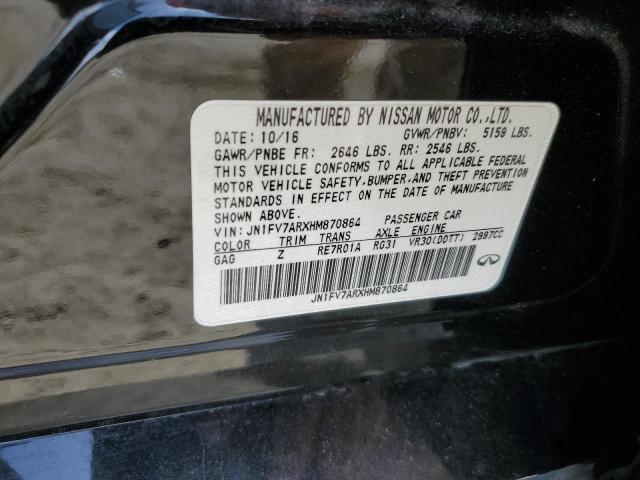 MANUFACTURED BY NISSAN MOTOR CO.,LTD.
DATE: 10/16 GVWR/PNBV: 5159 LBS.
GAWR/PNBE FR: 2646 LBS. RR: 2546 LBS.
THIS VEHICLE CONFORMS TO ALL APPLICABLE FEDERAL
MOTOR VEHICLE SAFETY,BUMPER,AND THEFT PREVENTION
STANDARDS IN EFFECT ON THE DATE OF MANUFACTURE
SHOWN ABOVE.
VIN: JN1FV7ARXHM870864 PASSENGER CAR
COLOR TRIM TRANS AXLE ENGINE
GAG Z RE7R01A RG31 VR30(DDTT) 2997CC
JN1FV7ARXHM870864